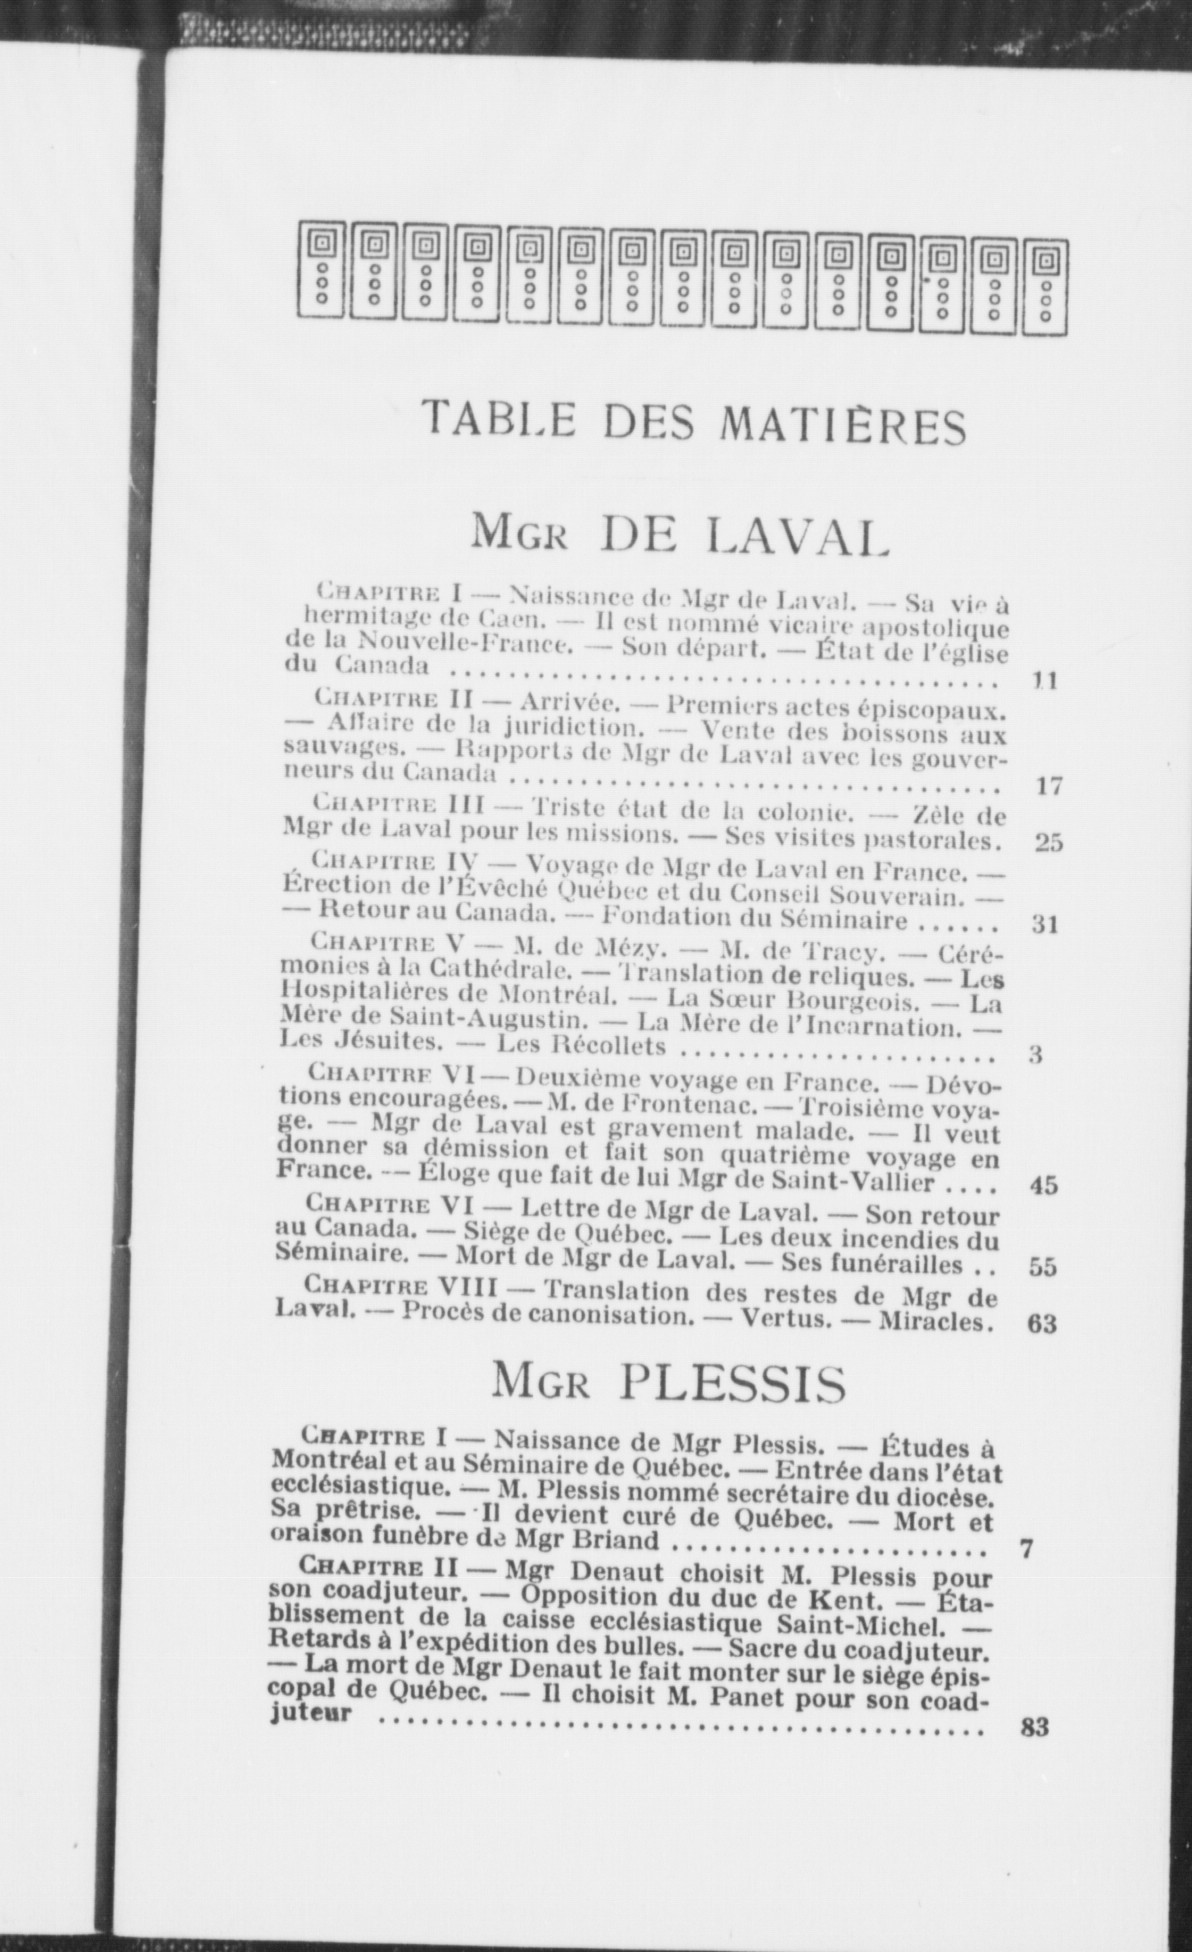 TABLE DES MATIÈRES
MGR DE LAVAL
CHAPITRE I — Naissance de Mgr de Laval. — Sa vie à
hermitage de Caen. — Il est nommé vicaire apostolique
de la Nouvelle-France. — Son départ. — État de l'église
du Canada ...................................... 11
CHAPITRE II — Arrivée. — Premiers actes épiscopaux.
— Affaire de la juridiction. — Vente des boissons aux
sauvages. — Rapports de Mgr de Laval avec les gouver-
neurs du Canada .................................. 17
CHAPITRE III — Triste état de la colonie. — Zèle de
Mgr de Laval pour les missions. — Ses visites pastorales. 25
CHAPITRE IV — Voyage de Mgr de Laval en France. —
Érection de l'Évêché Québec et du Conseil Souverain. —
— Retour au Canada. — Fondation du Séminaire ...... 31
CHAPITRE V — M. de Mézy. — M. de Tracy. — Céré-
monies à la Cathédrale. — Translation de reliques. — Les
Hospitalières de Montréal. — La Sœur Bourgeois. — La
Mère de Saint-Augustin. — La Mère de l'Incarnation. —
Les Jésuites. — Les Récollets ...................... 3
CHAPITRE VI — Deuxième voyage en France. — Dévo-
tions encouragées. — M. de Frontenac. — Troisième voya-
ge. — Mgr de Laval est gravement malade. — Il veut
donner sa démission et fait son quatrième voyage en
France. — Éloge que fait de lui Mgr de Saint-Vallier .... 45
CHAPITRE VI — Lettre de Mgr de Laval. — Son retour
au Canada. — Siège de Québec. — Les deux incendies du
Séminaire. — Mort de Mgr de Laval. — Ses funérailles .. 55
CHAPITRE VIII — Translation des restes de Mgr de
Laval. — Procès de canonisation. — Vertus. — Miracles. 63
MGR PLESSIS
CHAPITRE I — Naissance de Mgr Plessis. — Études à
Montréal et au Séminaire de Québec. — Entrée dans l'état
ecclésiastique. — M. Plessis nommé secrétaire du diocèse.
Sa prêtrise. — Il devient curé de Québec. — Mort et
oraison funèbre de Mgr Briand ...................... 7
CHAPITRE II — Mgr Denaut choisit M. Plessis pour
son coadjuteur. — Opposition du duc de Kent. — Éta-
blissement de la caisse ecclésiastique Saint-Michel. —
Retards à l'expédition des bulles. — Sacre du coadjuteur.
— La mort de Mgr Denaut le fait monter sur le siège épis-
copal de Québec. — Il choisit M. Panet pour son coad-
juteur .......................................... 83